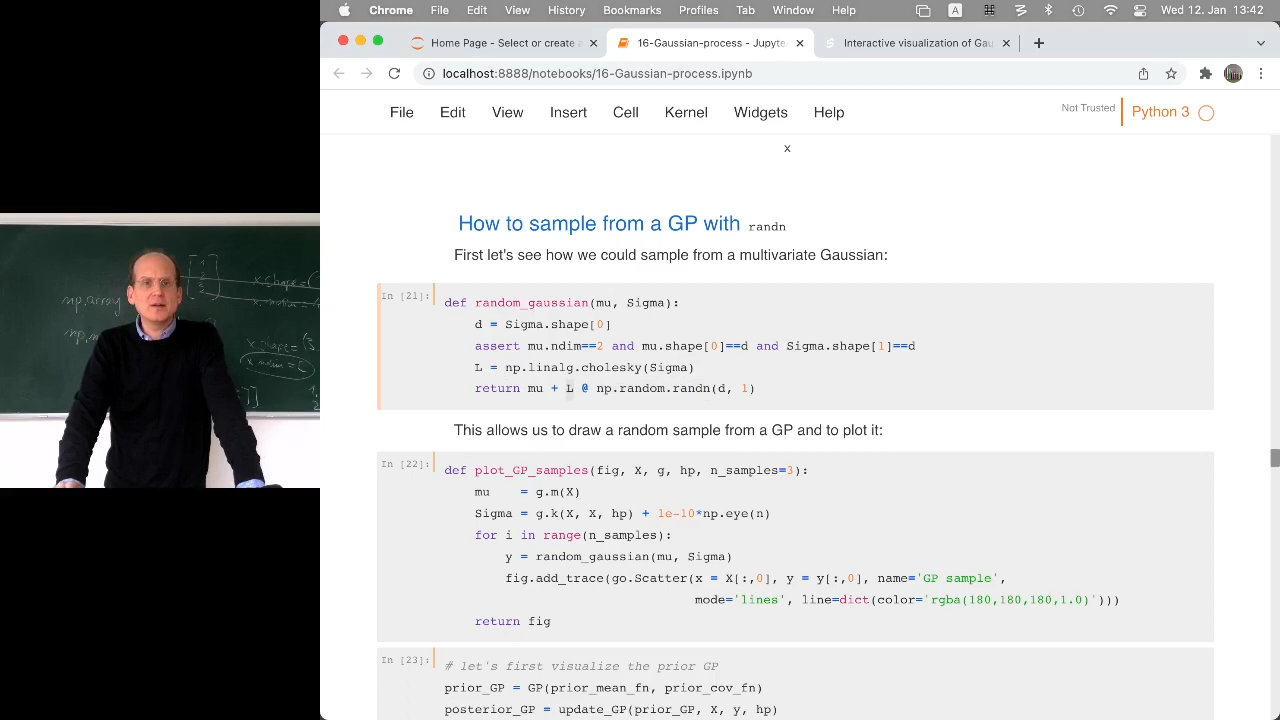 Chrome File Edit View History Bookmarks Profiles Tab Window Help A Wed 12. Jan 13:42
Home Page - Select or create a
16-Gaussian-process - Jupyter
Interactive visualization of Gau
localhost:8888/notebooks/16-Gaussian-process.ipynb
File Edit View Insert Cell Kernel Widgets Help Not Trusted Python 3
x
How to sample from a GP with randn
First let's see how we could sample from a multivariate Gaussian:
In [21]: def random_gaussian(mu, Sigma):
d = Sigma.shape[0]
assert mu.ndim==2 and mu.shape[0]==d and Sigma.shape[1]==d
L = np.linalg.cholesky(Sigma)
return mu + L @ np.random.randn(d, 1)
This allows us to draw a random sample from a GP and to plot it:
In [22]: def plot_GP_samples(fig, X, g, hp, n_samples=3):
mu = g.m(X)
Sigma = g.k(X, X, hp) + 1e-10*np.eye(n)
for i in range(n_samples):
y = random_gaussian(mu, Sigma)
fig.add_trace(go.Scatter(x = X[:,0], y = y[:,0], name='GP sample',
mode='lines', line=dict(color='rgba(180,180,180,1.0)')))
return fig
In [23]: # let's first visualize the prior GP
prior_GP = GP(prior_mean_fn, prior_cov_fn)
posterior_GP = update_GP(prior_GP, X, y, hp)
np.array
x.shape=(
x.ndim=